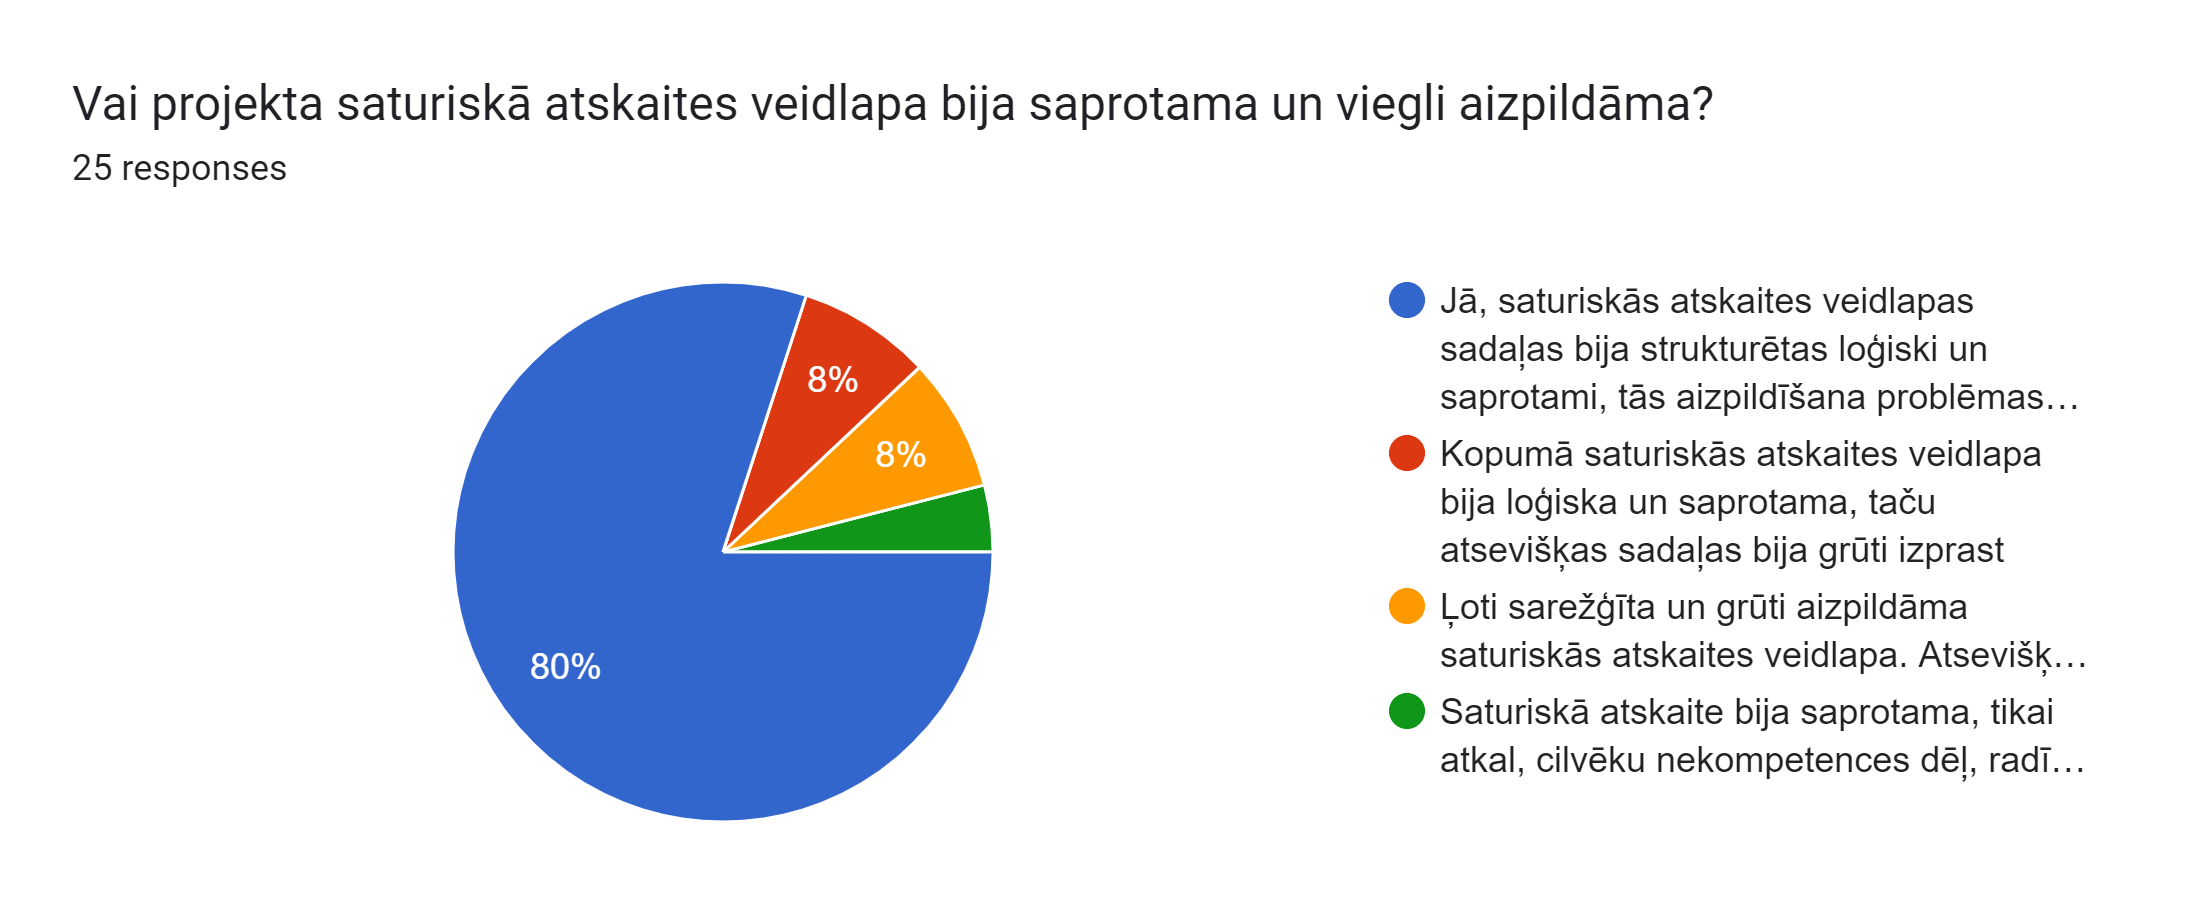 Vai projekta saturiskā atskaites veidlapa bija saprotama un viegli aizpildāma?
25 responses
8%
8%
80%
Jā, saturiskās atskaites veidlapas
sadaļas bija strukturētas loģiski un
saprotami, tās aizpildīšana problēmas…
Kopumā saturiskās atskaites veidlapa
bija loģiska un saprotama, taču
atsevišķas sadaļas bija grūti izprast
Ļoti sarežģīta un grūti aizpildāma
saturiskās atskaites veidlapa. Atsevišķ…
Saturiskā atskaite bija saprotama, tikai
atkal, cilvēku nekompetences dēļ, radī…